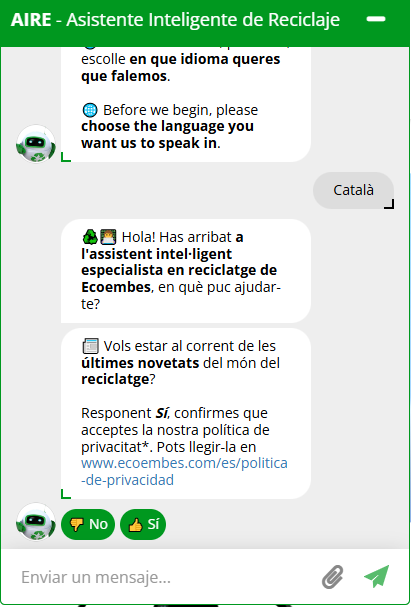 AIRE - Asistente Inteligente de Reciclaje
escolle en que idioma queres
que falemos.
Before we begin, please
choose the language you
want us to speak in.
Català
Hola! Has arribat a
l'assistent intel·ligent
especialista en reciclatge de
Ecoembes, en què puc ajudar-
te?
Vols estar al corrent de les
últimes novetats del món del
reciclatge?
Responent Sí, confirmes que
acceptes la nostra política de
privacitat*. Pots llegir-la en
www.ecoembes.com/es/politica
-de-privacidad
No
Sí
Enviar un mensaje...